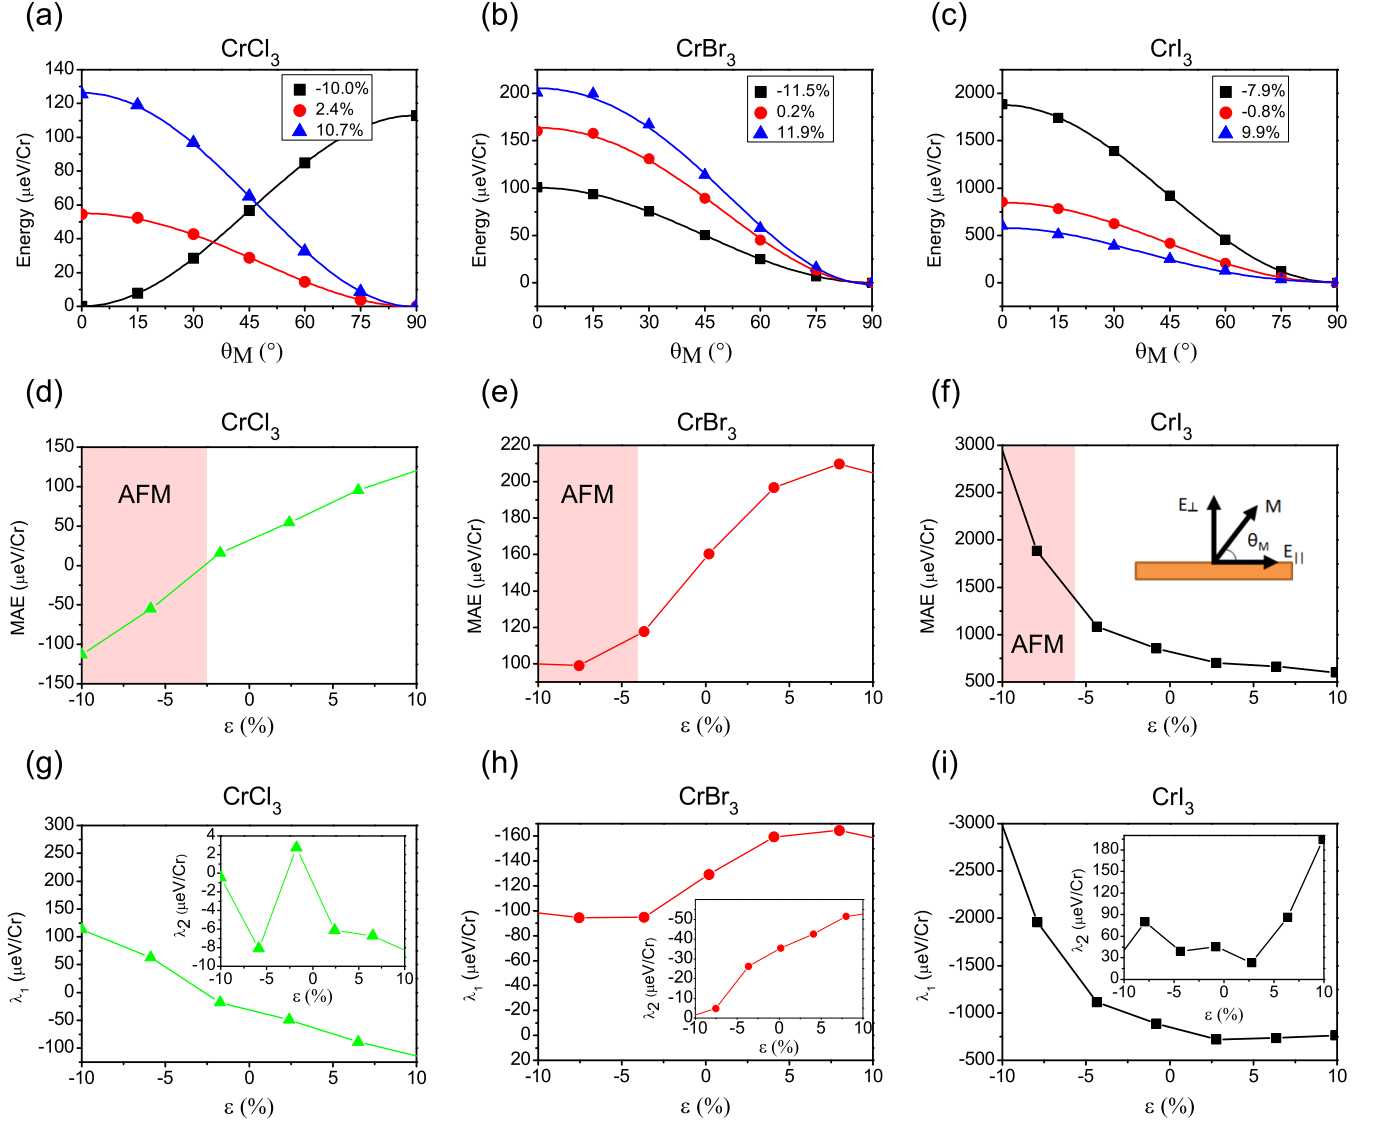 (a)
CrCl3
140
120
100
80
60
40
20
0
Energy (μeV/Cr)
-10.0%
2.4%
10.7%
0 15 30 45 60 75 90
θM (°)
(b)
CrBr3
200
150
100
50
0
Energy (μeV/Cr)
-11.5%
0.2%
11.9%
0 15 30 45 60 75 90
θM (°)
(c)
CrI3
2000
1500
1000
500
0
Energy (μeV/Cr)
-7.9%
-0.8%
9.9%
0 15 30 45 60 75 90
θM (°)
(d)
CrCl3
150
100
50
0
-50
-100
-150
MAE (μeV/Cr)
AFM
-10 -5 0 5 10
ε (%)
(e)
CrBr3
220
200
180
160
140
120
100
MAE (μeV/Cr)
AFM
-10 -5 0 5 10
ε (%)
(f)
CrI3
3000
2500
2000
1500
1000
500
MAE (μeV/Cr)
AFM
E⊥
M
θM
E||
-10 -5 0 5 10
ε (%)
(g)
CrCl3
300
250
200
150
100
50
0
-50
-100
λ1 (μeV/Cr)
4
2
0
-2
-4
-6
-8
-10
λ2 (μeV/Cr)
-10 -5 0 5 10
ε (%)
-10 -5 0 5 10
ε (%)
(h)
CrBr3
-160
-140
-120
-100
-80
-60
-40
-20
0
20
λ1 (μeV/Cr)
-50
-40
-30
-20
-10
0
λ2 (μeV/Cr)
-10 -5 0 5 10
ε (%)
-10 -5 0 5 10
ε (%)
(i)
CrI3
-3000
-2500
-2000
-1500
-1000
-500
λ1 (μeV/Cr)
180
150
120
90
60
30
0
λ2 (μeV/Cr)
-10 -5 0 5 10
ε (%)
-10 -5 0 5 10
ε (%)